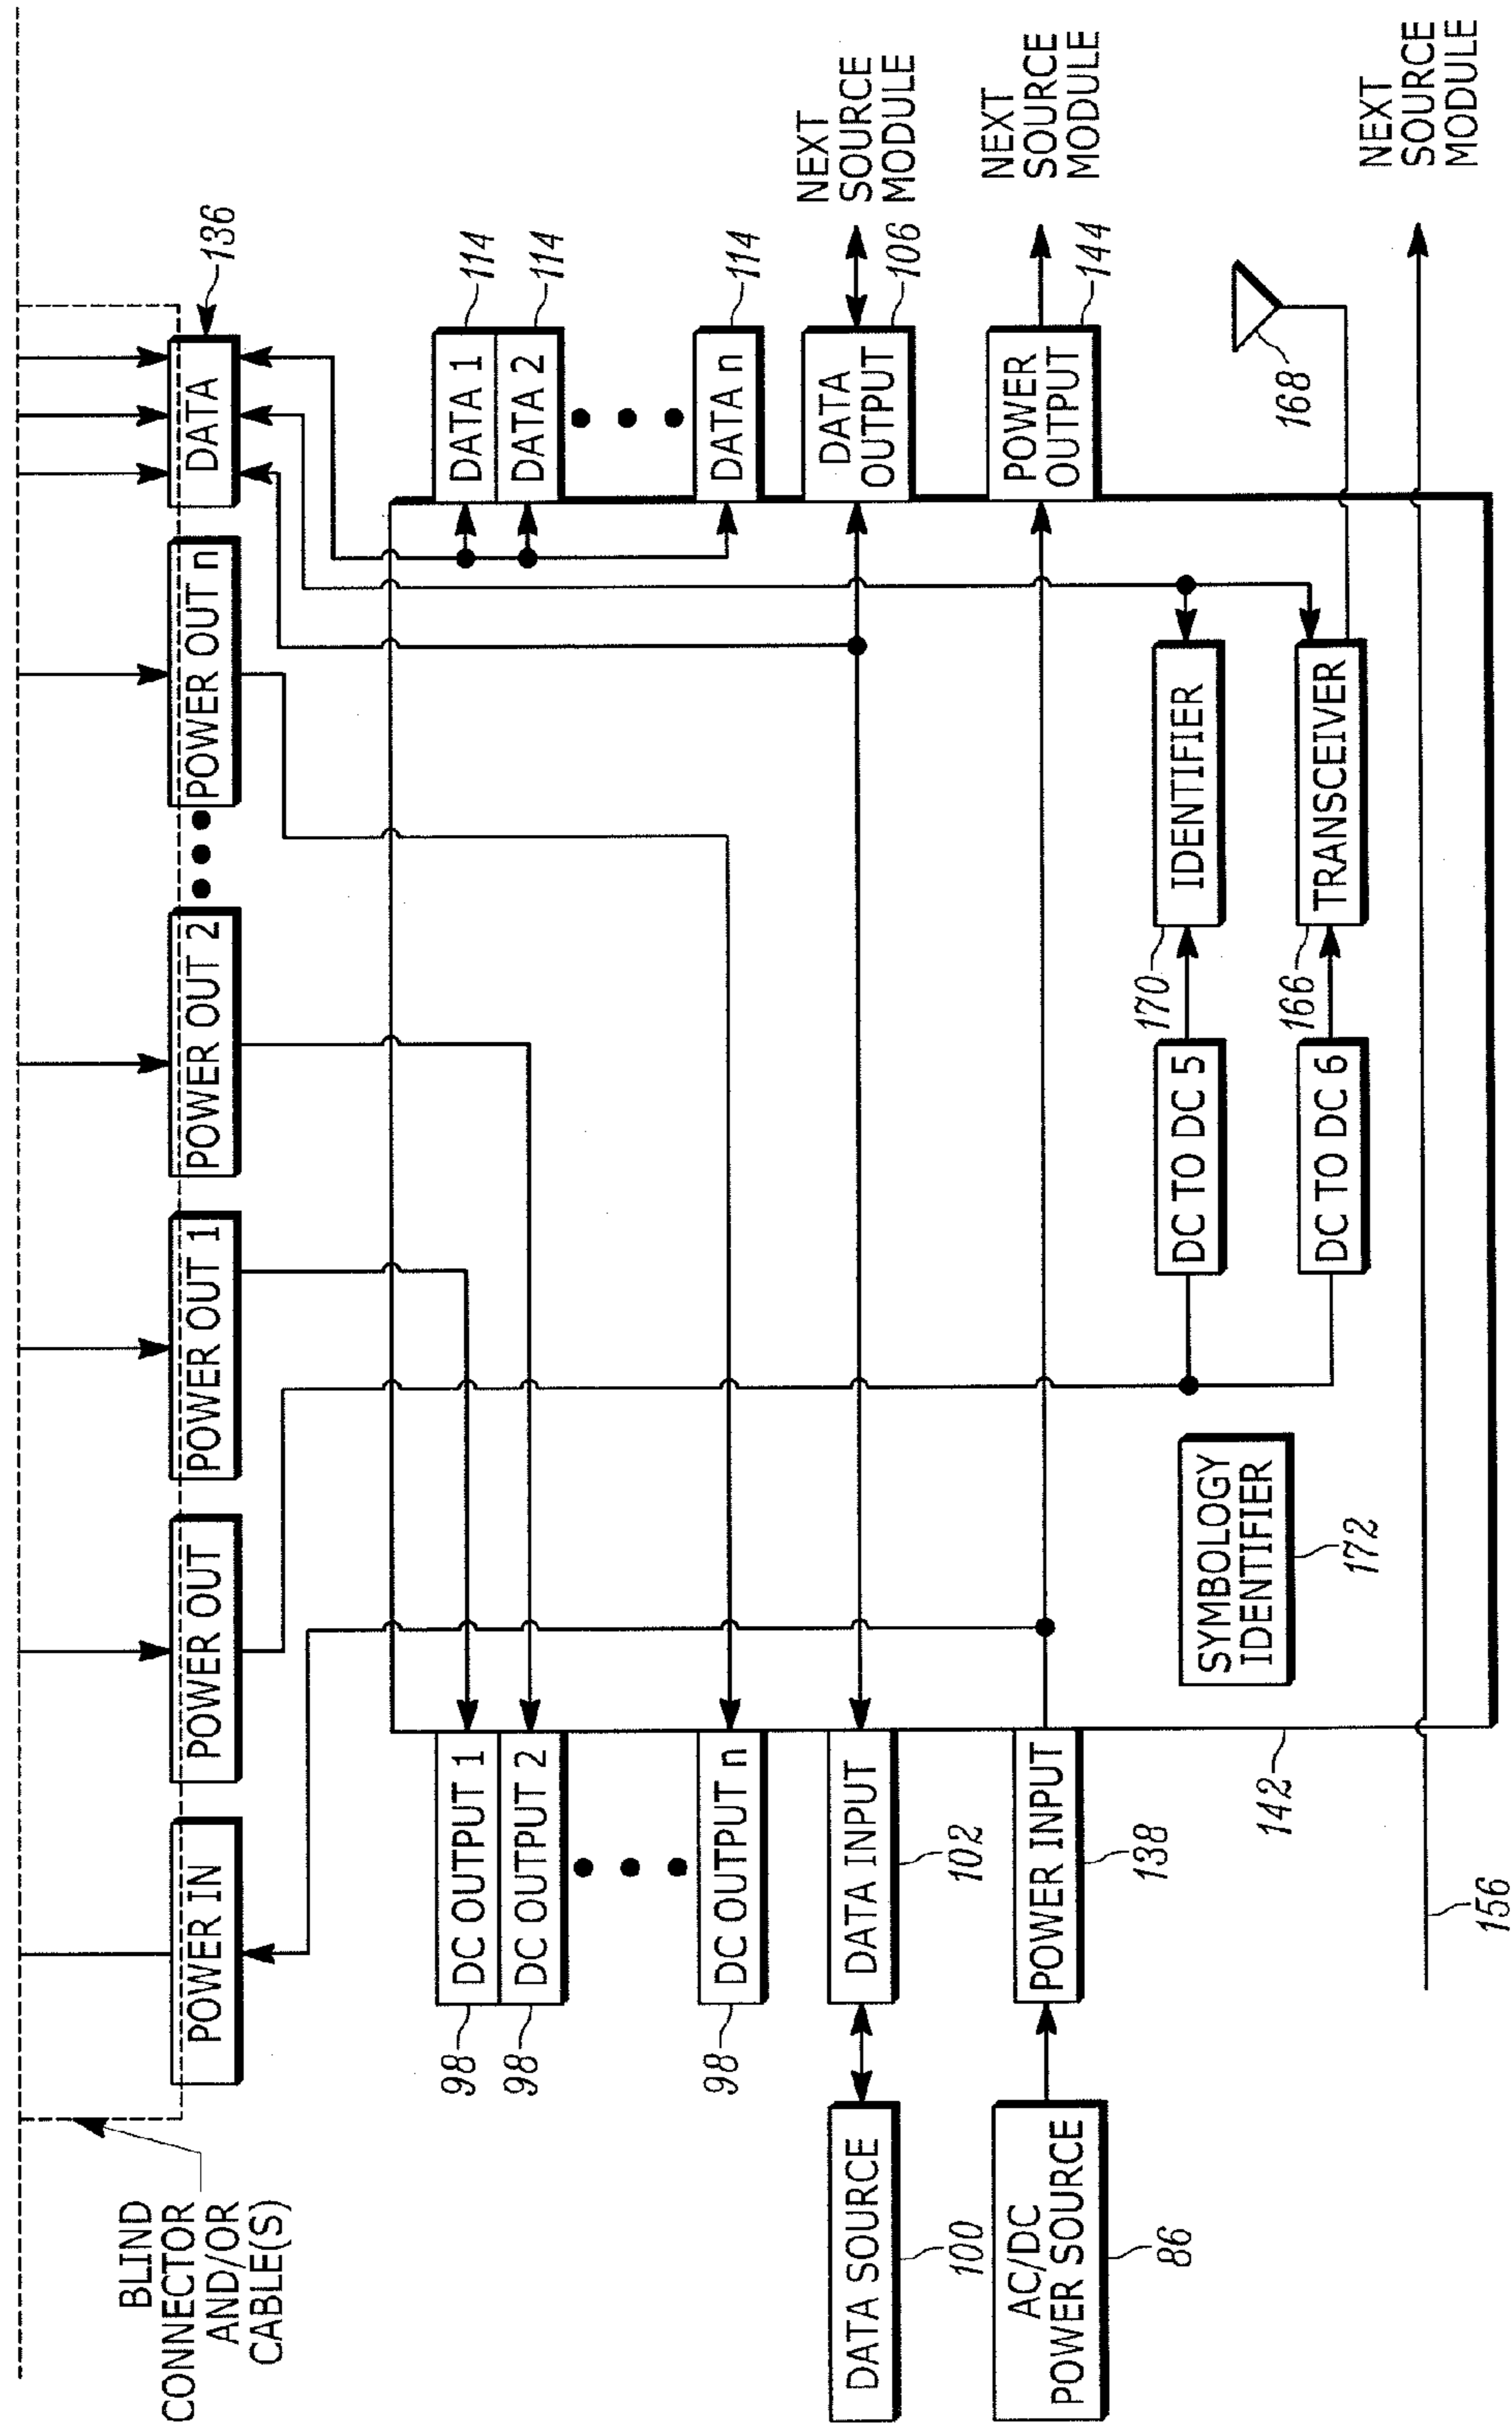 BLIND
CONNECTOR
AND/OR
CABLE(S)
POWER IN
POWER OUT
POWER OUT 1
POWER OUT 2
POWER OUT n
DATA
136
98
DC OUTPUT 1
98
DC OUTPUT 2
98
DC OUTPUT n
DATA 1
114
DATA 2
114
DATA n
114
DATA SOURCE
100
DATA INPUT
102
DATA
OUTPUT
106
NEXT
SOURCE
MODULE
AC/DC
POWER SOURCE
86
POWER INPUT
138
POWER
OUTPUT
144
NEXT
SOURCE
MODULE
142
SYMBOLOGY
IDENTIFIER
172
DC TO DC 5
170
IDENTIFIER
DC TO DC 6
166
TRANSCEIVER
168
156
NEXT
SOURCE
MODULE